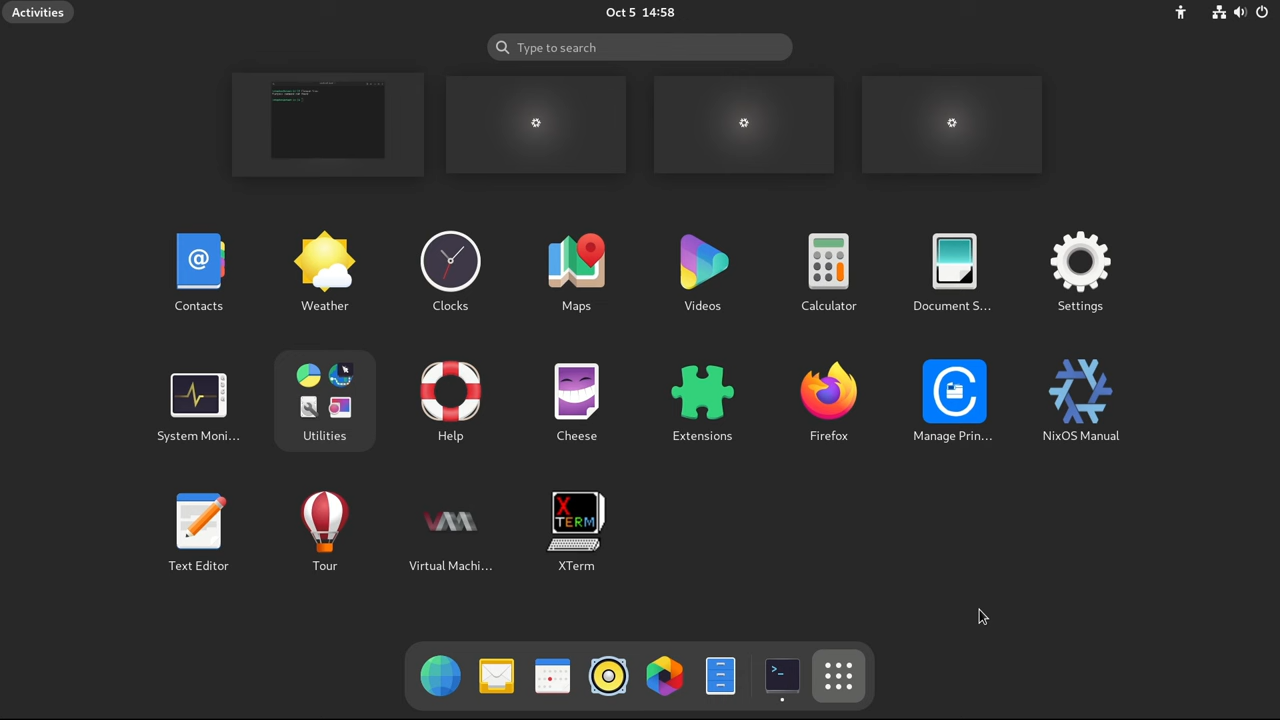 Activities
Oct 5 14:58
Type to search
Contacts
Weather
Clocks
Maps
Videos
Calculator
Document S...
Settings
System Moni...
Utilities
Help
Cheese
Extensions
Firefox
Manage Prin...
NixOS Manual
Text Editor
Tour
Virtual Machi...
X
TERM
XTerm